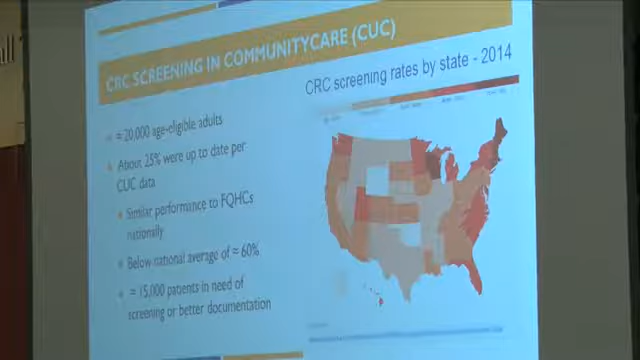 CRC SCREENING IN COMMUNITYCARE (CUC)
CRC screening rates by state - 2014
≈ 20,000 age-eligible adults
About 25% were up to date per
CUC data
Similar performance to FQHCs
nationally
Below national average of ≈ 60%
≈ 15,000 patients in need of
screening or better documentation